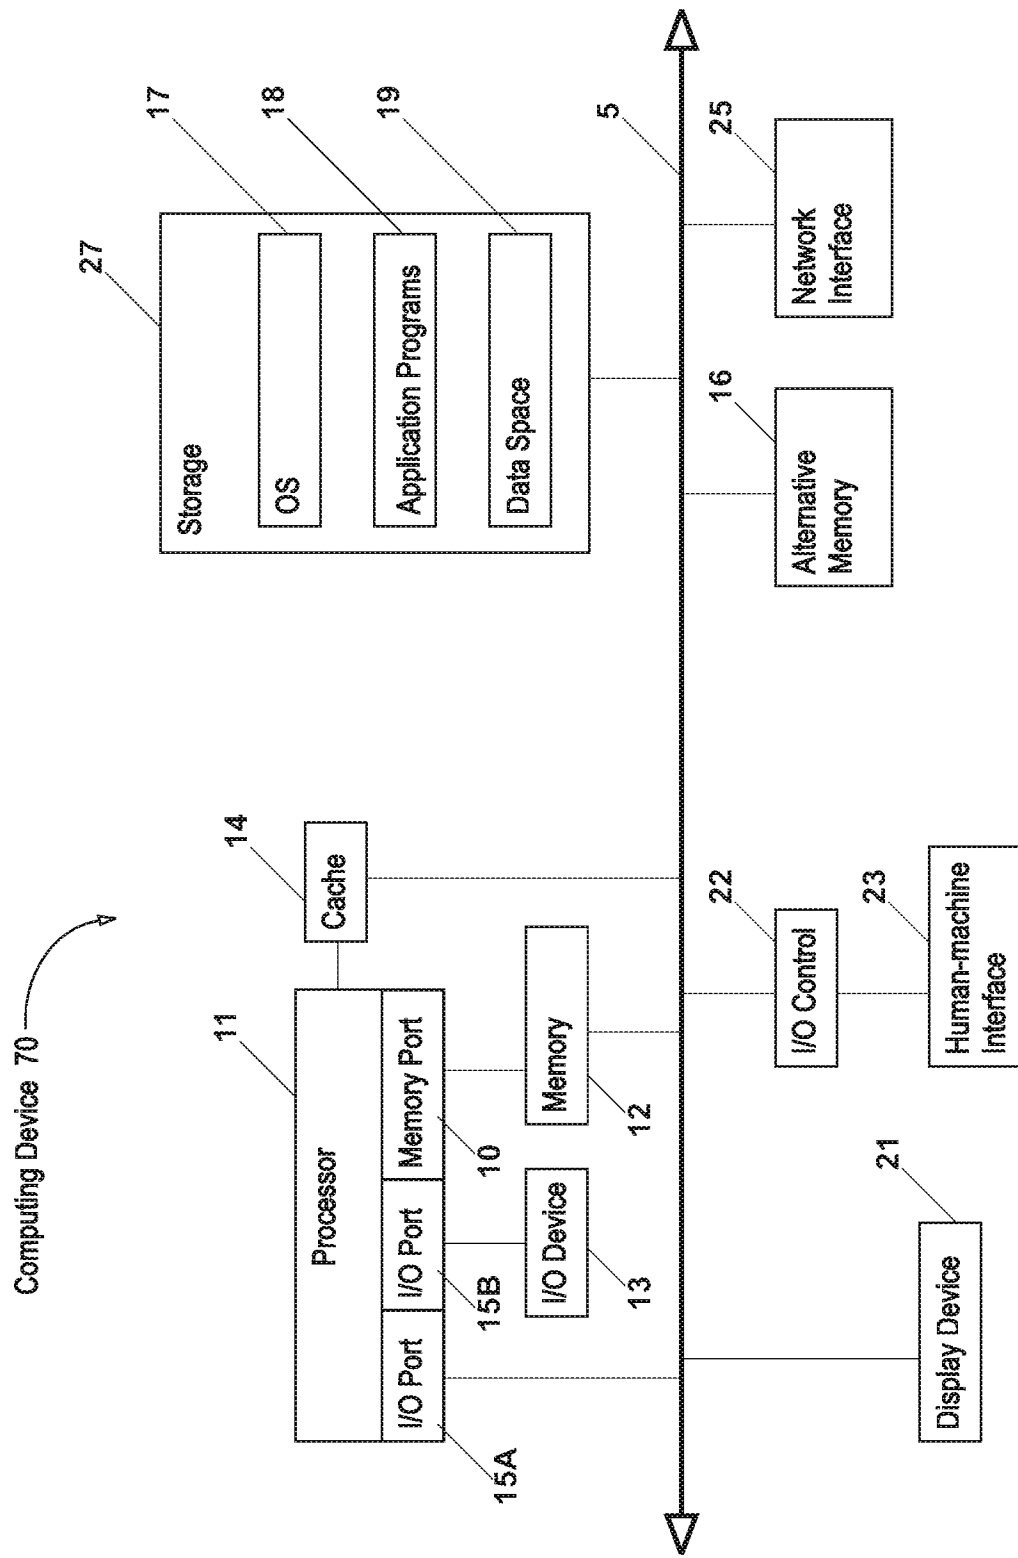 Computing Device 70
11
Processor
I/O Port
I/O Port
Memory Port
15A
15B
10
14
Cache
I/O Device
13
Memory
12
27
Storage
OS
17
Application Programs
18
Data Space
19
5
21
Display Device
22
I/O Control
23
Human-machine
Interface
16
Alternative
Memory
25
Network
Interface